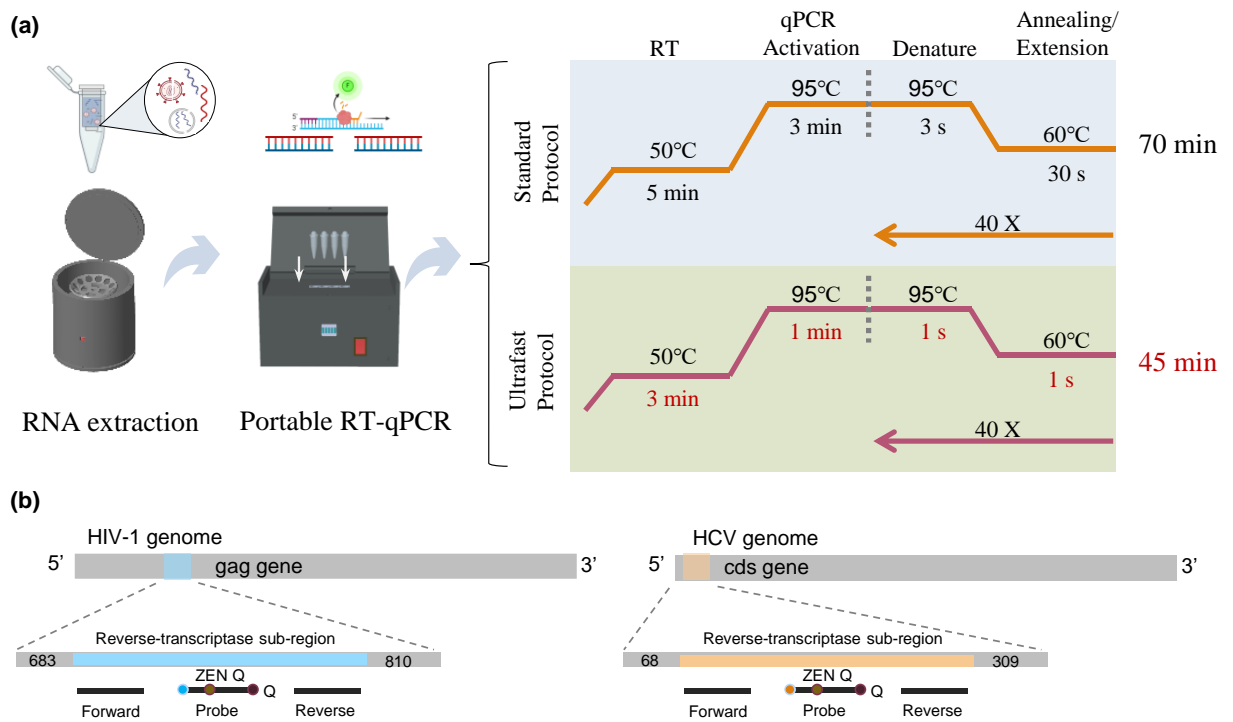 (a)
RT
qPCR
Activation
Denature
Annealing/
Extension
F
5'
3'
Standard
Protocol
50°C
5 min
95°C
3 min
95°C
3 s
60°C
30 s
40 X
70 min
Ultrafast
Protocol
50°C
3 min
95°C
1 min
95°C
1 s
60°C
1 s
40 X
45 min
RNA extraction
Portable RT-qPCR
(b)
HIV-1 genome
5’
gag gene
3’
Reverse-transcriptase sub-region
683
810
ZEN Q
Q
Forward
Probe
Reverse
HCV genome
5’
cds gene
3’
Reverse-transcriptase sub-region
68
309
ZEN Q
Q
Forward
Probe
Reverse